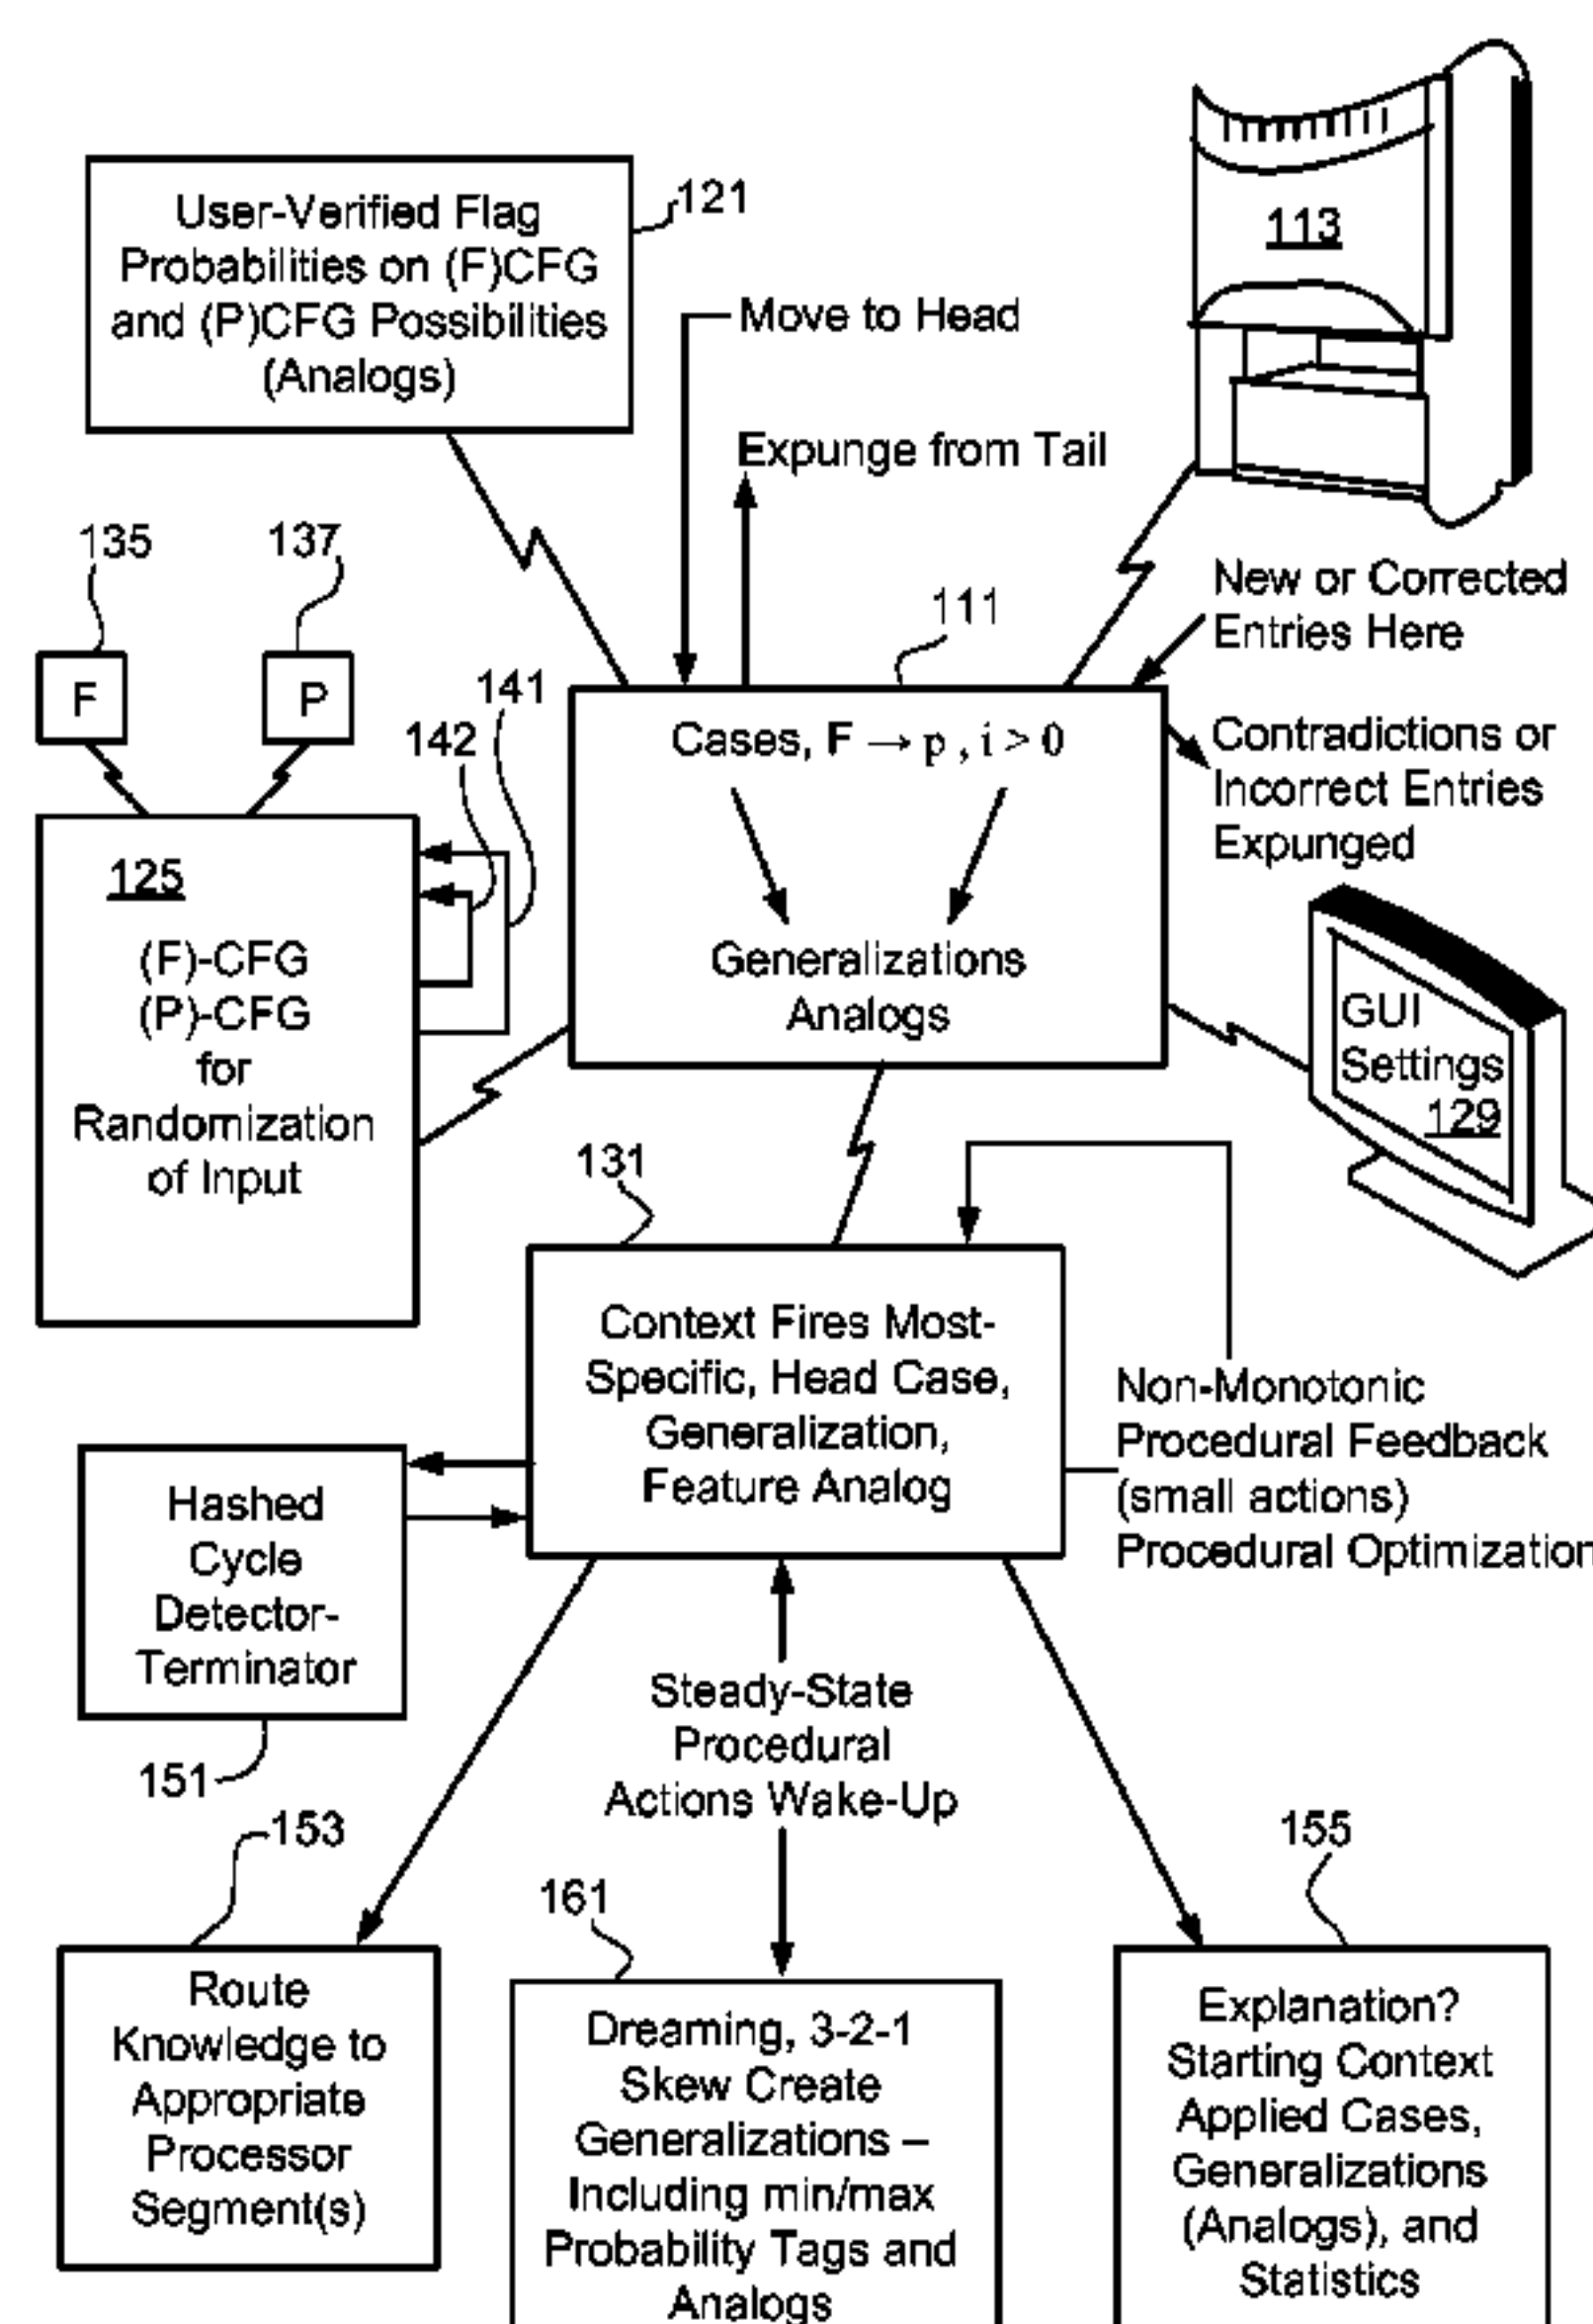 113
User-Verified Flag
Probabilities on (F)CFG
and (P)CFG Possibilities
(Analogs)
121
Move to Head
Expunge from Tail
135
137
F
P
142
141
111
New or Corrected
Entries Here
Cases, F → p , i > 0
Generalizations
Analogs
Contradictions or
Incorrect Entries
Expunged
125
(F)-CFG
(P)-CFG
for
Randomization
of Input
GUI
Settings
129
131
Context Fires Most-
Specific, Head Case,
Generalization,
Feature Analog
Non-Monotonic
Procedural Feedback
(small actions)
Procedural Optimization
Hashed
Cycle
Detector-
Terminator
151
Steady-State
Procedural
Actions Wake-Up
153
Route
Knowledge to
Appropriate
Processor
Segment(s)
161
Dreaming, 3-2-1
Skew Create
Generalizations –
Including min/max
Probability Tags and
Analogs
155
Explanation?
Starting Context
Applied Cases,
Generalizations
(Analogs), and
Statistics